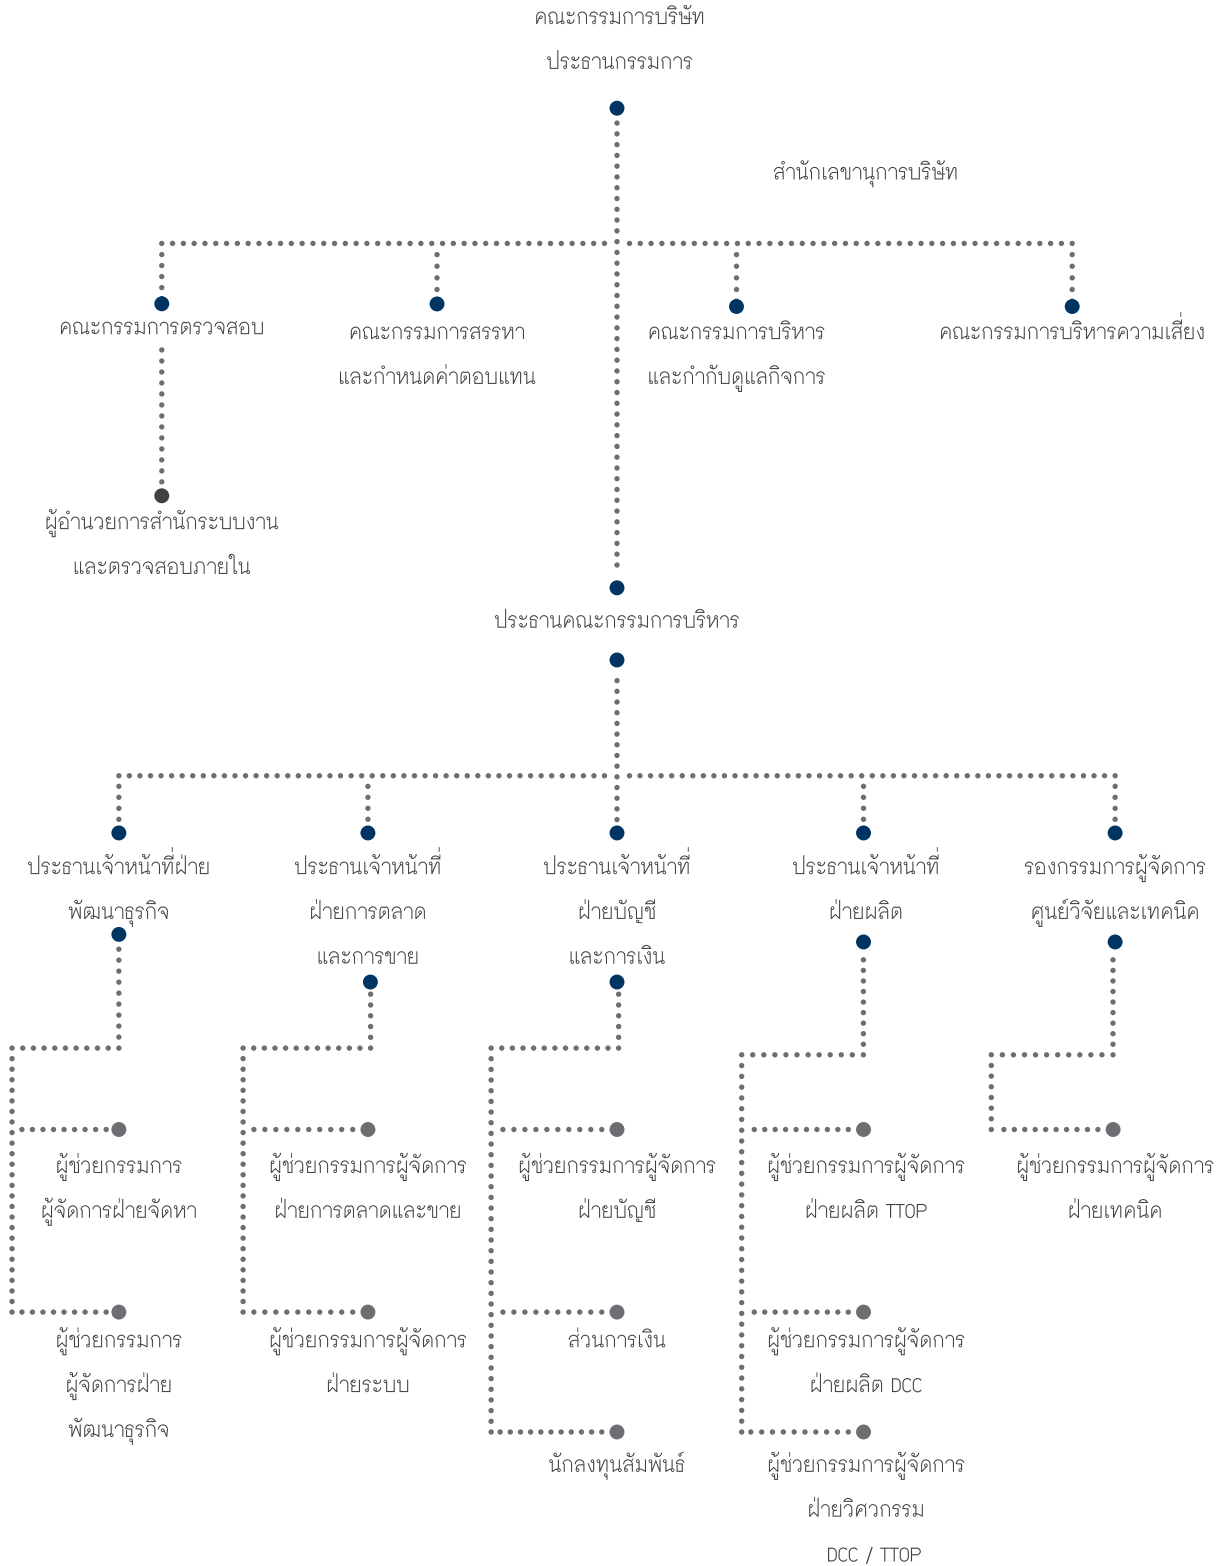 คณะกรรมการบริษัท
ประธานกรรมการ
สำนักเลขานุการบริษัท
คณะกรรมการตรวจสอบ
คณะกรรมการสรรหา
และกำหนดค่าตอบแทน
คณะกรรมการบริหาร
และกำกับดูแลกิจการ
คณะกรรมการบริหารความเสี่ยง
ผู้อำนวยการสำนักระบบงาน
และตรวจสอบภายใน
ประธานคณะกรรมการบริหาร
ประธานเจ้าหน้าที่ฝ่าย
พัฒนาธุรกิจ
ประธานเจ้าหน้าที่
ฝ่ายการตลาด
และการขาย
ประธานเจ้าหน้าที่
ฝ่ายบัญชี
และการเงิน
ประธานเจ้าหน้าที่
ฝ่ายผลิต
รองกรรมการผู้จัดการ
ศูนย์วิจัยและเทคนิค
ผู้ช่วยกรรมการ
ผู้จัดการฝ่ายจัดหา
ผู้ช่วยกรรมการผู้จัดการ
ฝ่ายการตลาดและขาย
ผู้ช่วยกรรมการผู้จัดการ
ฝ่ายบัญชี
ผู้ช่วยกรรมการผู้จัดการ
ฝ่ายผลิต TTOP
ผู้ช่วยกรรมการผู้จัดการ
ฝ่ายเทคนิค
ผู้ช่วยกรรมการ
ผู้จัดการฝ่าย
พัฒนาธุรกิจ
ผู้ช่วยกรรมการผู้จัดการ
ฝ่ายระบบ
ส่วนการเงิน
ผู้ช่วยกรรมการผู้จัดการ
ฝ่ายผลิต DCC
นักลงทุนสัมพันธ์
ผู้ช่วยกรรมการผู้จัดการ
ฝ่ายวิศวกรรม
DCC / TTOP